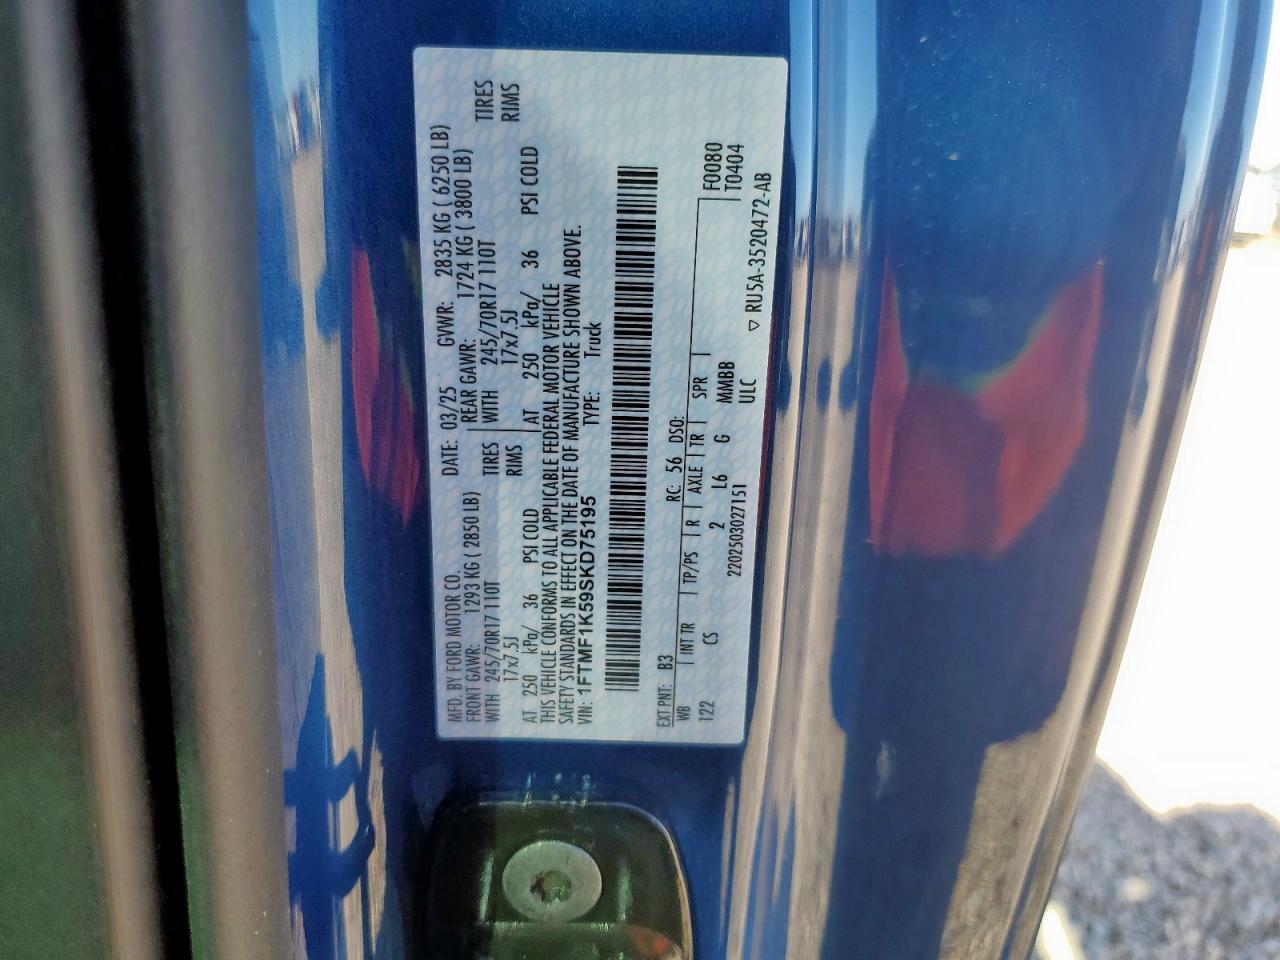 MFD. BY FORD MOTOR CO.
DATE: 03/25 GVWR: 2835 KG ( 6250 LB)
FRONT GAWR: 1293 KG ( 2850 LB) REAR GAWR: 1724 KG ( 3800 LB)
WITH 245/70R17 110T TIRES WITH 245/70R17 110T TIRES
17x7.5J RIMS 17x7.5J RIMS
AT 250 kPa/ 36 PSI COLD AT 250 kPa/ 36 PSI COLD
THIS VEHICLE CONFORMS TO ALL APPLICABLE FEDERAL MOTOR VEHICLE
SAFETY STANDARDS IN EFFECT ON THE DATE OF MANUFACTURE SHOWN ABOVE.
VIN: 1FTMF1K59SKD75195 TYPE: Truck
EXT PNT: B3 RC: 56 DSO:
WB | INT TR | TP/PS | R | AXLE | TR | SPR | F0080
122 CS 2 L6 G MMBB T0404
2202503027151 ULC ▽ RU5A-3520472-AB